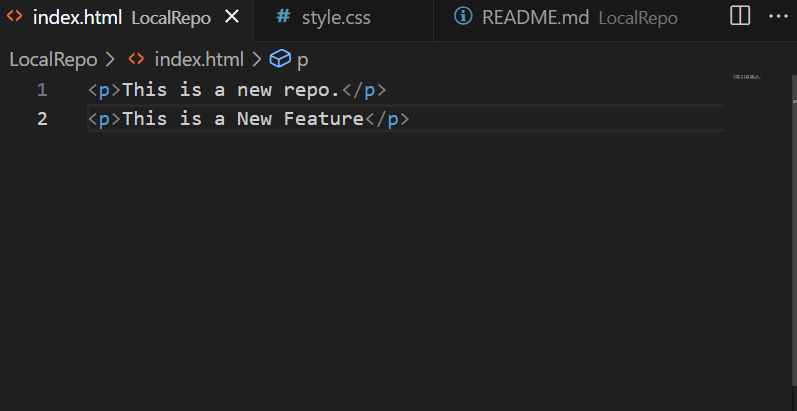 <> index.html LocalRepo ×
# style.css
README.md LocalRepo
LocalRepo > <> index.html > p
1 <p>This is a new repo.</p>
2 <p>This is a New Feature</p>